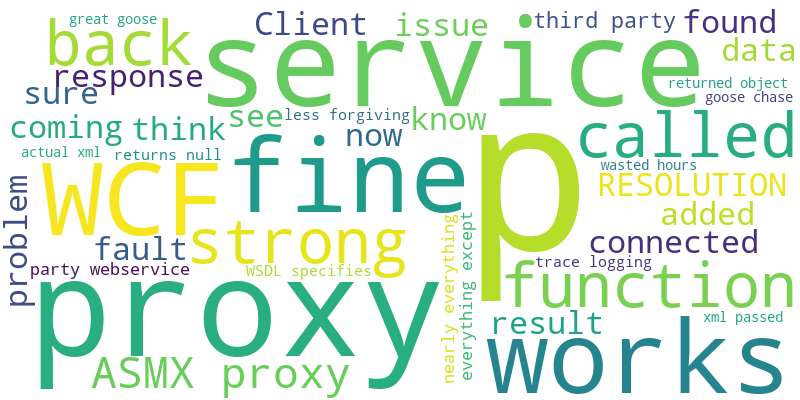 great goose
Client
issue
third party
found
back
service
data
response
returned object
sure
goose chase
see
less forgiving
know
coming
think
now
called
actual xml
returns null
fine
p
wasted hours
WCF
RESOLUTION
problem
strong
added
fault
connected
party webservice
WSDL specifies
nearly everything
everything except
trace logging
function
proxy
result
xml passed
works
ASMX proxy